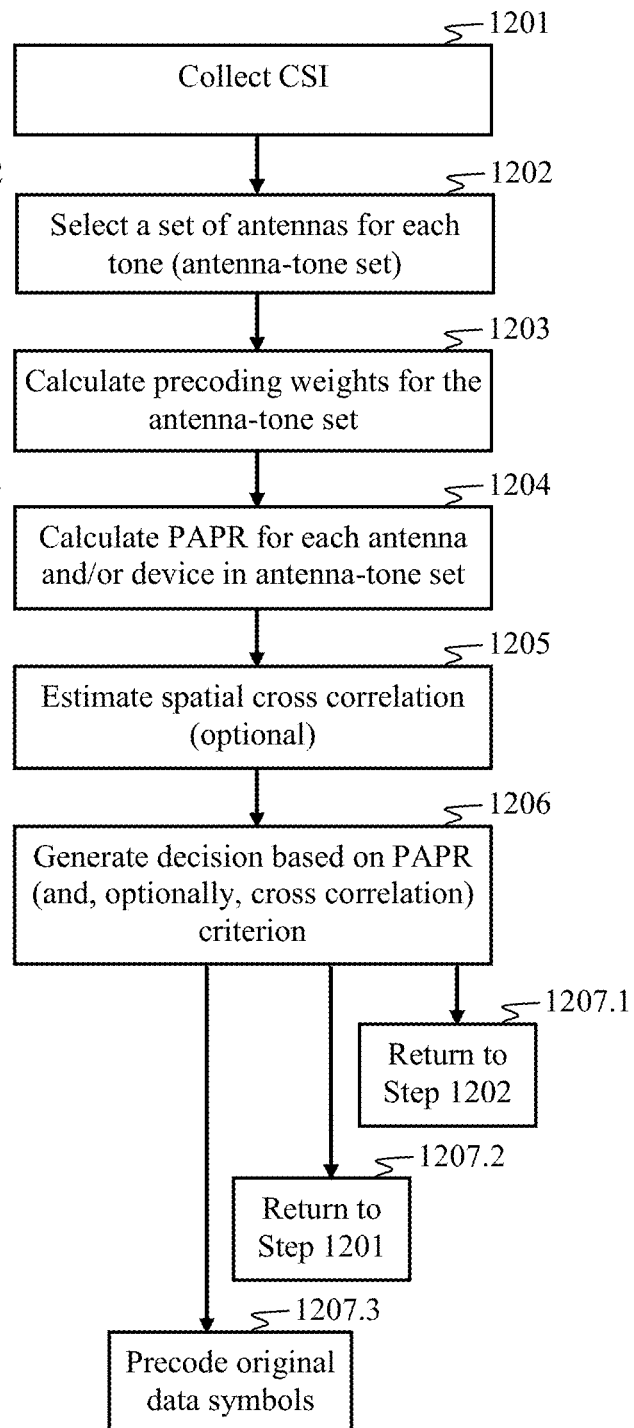 1201
Collect CSI
2
1202
Select a set of antennas for each
tone (antenna-tone set)
1203
Calculate precoding weights for the
antenna-tone set
1204
Calculate PAPR for each antenna
and/or device in antenna-tone set
1205
Estimate spatial cross correlation
(optional)
1206
Generate decision based on PAPR
(and, optionally, cross correlation)
criterion
1207.1
Return to
Step 1202
1207.2
Return to
Step 1201
1207.3
Precode original
data symbols